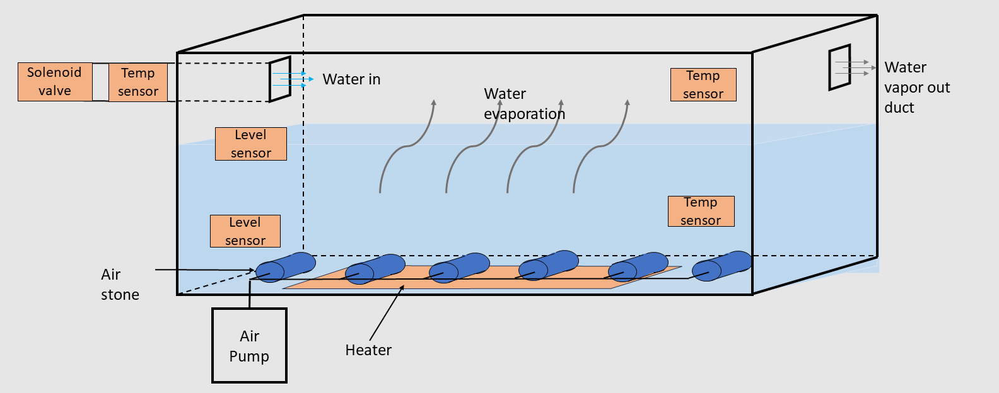 Solenoid
valve
Temp
sensor
Water in
Water
evaporation
Temp
sensor
Water
vapor out
duct
Level
sensor
Level
sensor
Temp
sensor
Air
stone
Air
Pump
Heater